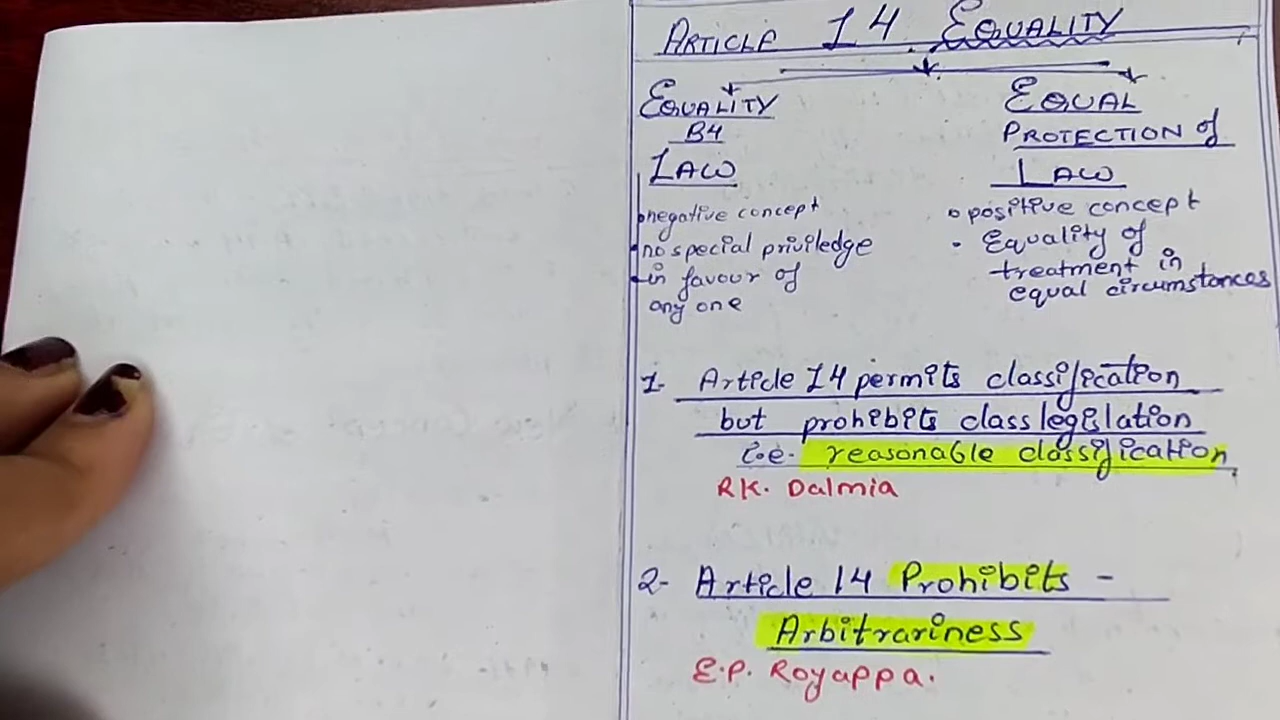 ARTICLE 14 EQUALITY
EQUALITY
B4
LAW
negative concept
no special priviledge
in favour of
any one
EQUAL
PROTECTION of
LAW
positive concept
Equality of
treatment in
equal circumstances
1- Article 14 permits classification
but prohibits class legislation
i.e. reasonable classification
RK. Dalmia
2- Article 14 Prohibits -
Arbitrariness
E.P. Royappa.